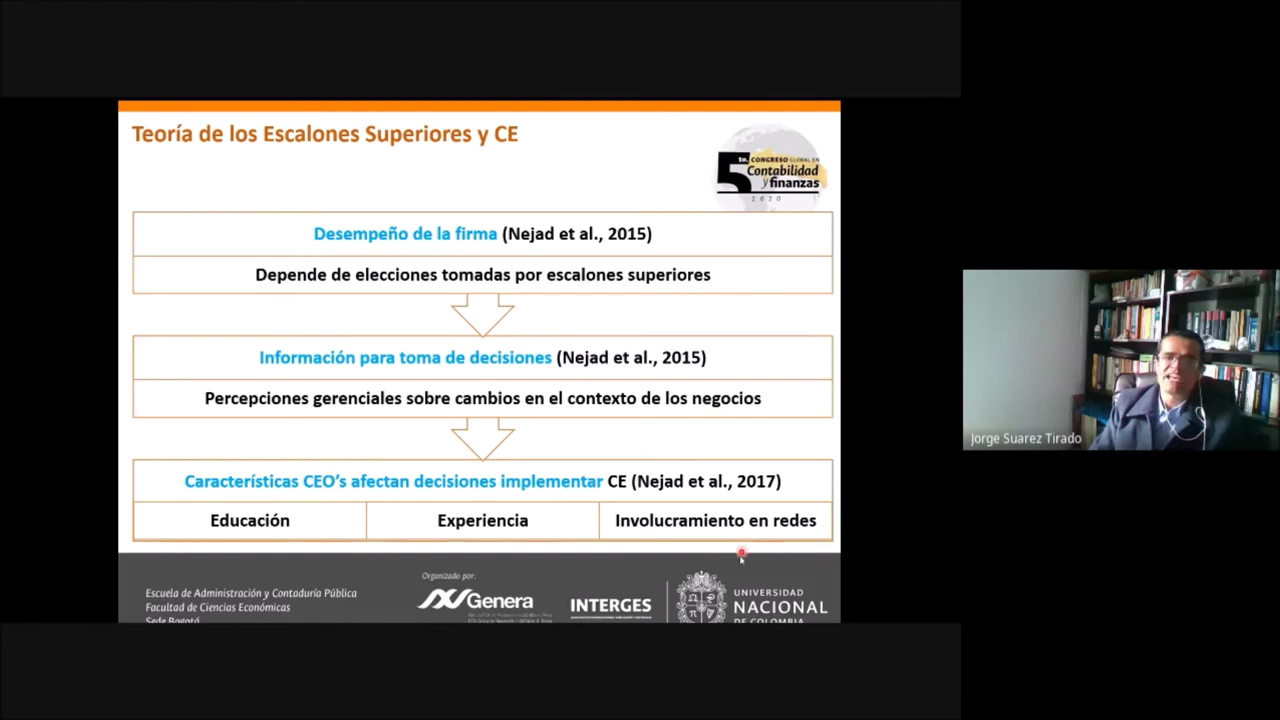 Teoría de los Escalones Superiores y CE
5to. CONGRESO GLOBAL EN
Contabilidad
y finanzas
2020
Desempeño de la firma (Nejad et al., 2015)
Depende de elecciones tomadas por escalones superiores
Información para toma de decisiones (Nejad et al., 2015)
Percepciones gerenciales sobre cambios en el contexto de los negocios
Características CEO's afectan decisiones implementar CE (Nejad et al., 2017)
Educación
Experiencia
Involucramiento en redes
Escuela de Administración y Contaduría Pública
Facultad de Ciencias Económicas
Sede Bogotá
Organizado por:
Genera
INTERGES
UNIVERSIDAD
NACIONAL
DE COLOMBIA
Jorge Suarez Tirado